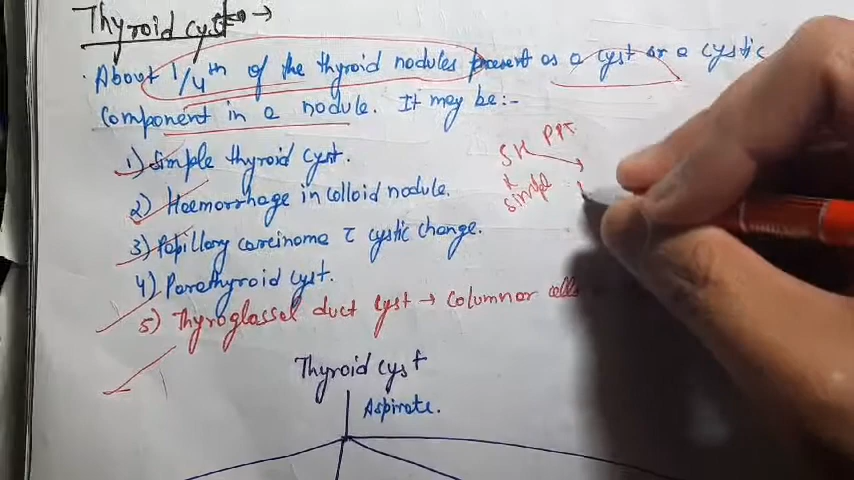 Thyroid cyst →
About 1/4th of the thyroid nodules present as a cyst or a cystic
component in a nodule. It may be:-
SH PPT
simple
1) Simple thyroid cyst.
2) Haemorrhage in colloid nodule.
3) Papillary carcinoma c̄ cystic change.
4) Parathyroid cyst.
5) Thyroglossal duct cyst → columnar cells
Thyroid cyst
Aspirate.